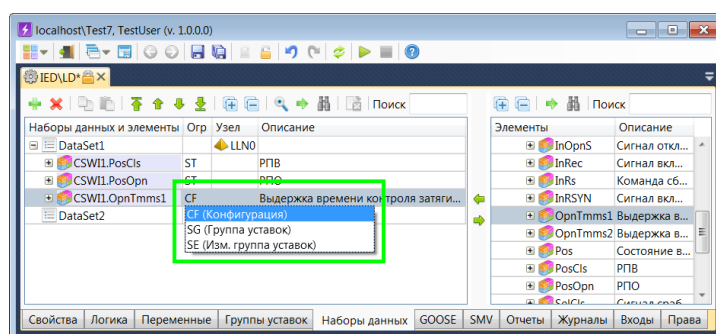 localhost\Test7, TestUser (v. 1.0.0.0)
IED\LD*
Поиск
Поиск
Наборы данных и элементы Огр Узел Описание
DataSet1 LLN0
CSWI1.PosCls ST РПВ
CSWI1.PosOpn ST РПО
CSWI1.OpnTmms1 CF Выдержка времени контроля затяги...
DataSet2
CF (Конфигурация)
SG (Группа уставок)
SE (Изм. группа уставок)
Элементы Описание
InOpnS Сигнал откл...
InRec Сигнал вкл...
InRs Команда сб...
InRSYN Сигнал вкл...
OpnTmms1 Выдержка в...
OpnTmms2 Выдержка в...
Pos Состояние в...
PosCls РПВ
PosOpn РПО
SelCls Сигнал сраб...
Свойства Логика Переменные Группы уставок Наборы данных GOOSE SMV Отчеты Журналы Входы Права